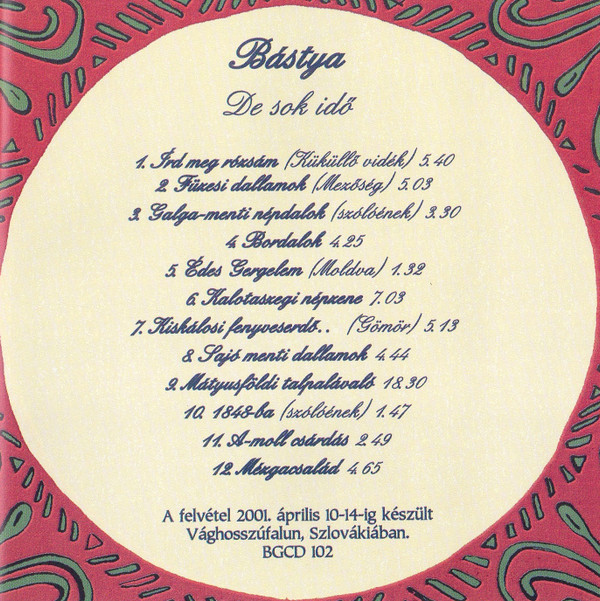 Bástya
De sok idő
1. Írd meg rózsám (Küküllő vidék) 5.40
2. Füzesi dallamok (Mezőség) 5.03
3. Galga-menti népdalok (szólóének) 3.30
4. Bordalok 4.25
5. Édes Gergelem (Moldva) 1.32
6. Kalotaszegi népzene 7.03
7. Kiskálosi fenyveserdő.. (Gömör) 5.13
8. Sajó menti dallamok 4.44
9. Mátyusföldi talpalávaló 18.30
10. 1848-ba (szólóének) 1.47
11. A-moll csárdás 2.49
12. Mézgacsalád 4.65
A felvétel 2001. április 10-14-ig készült
Vághosszúfalun, Szlovákiában.
BGCD 102